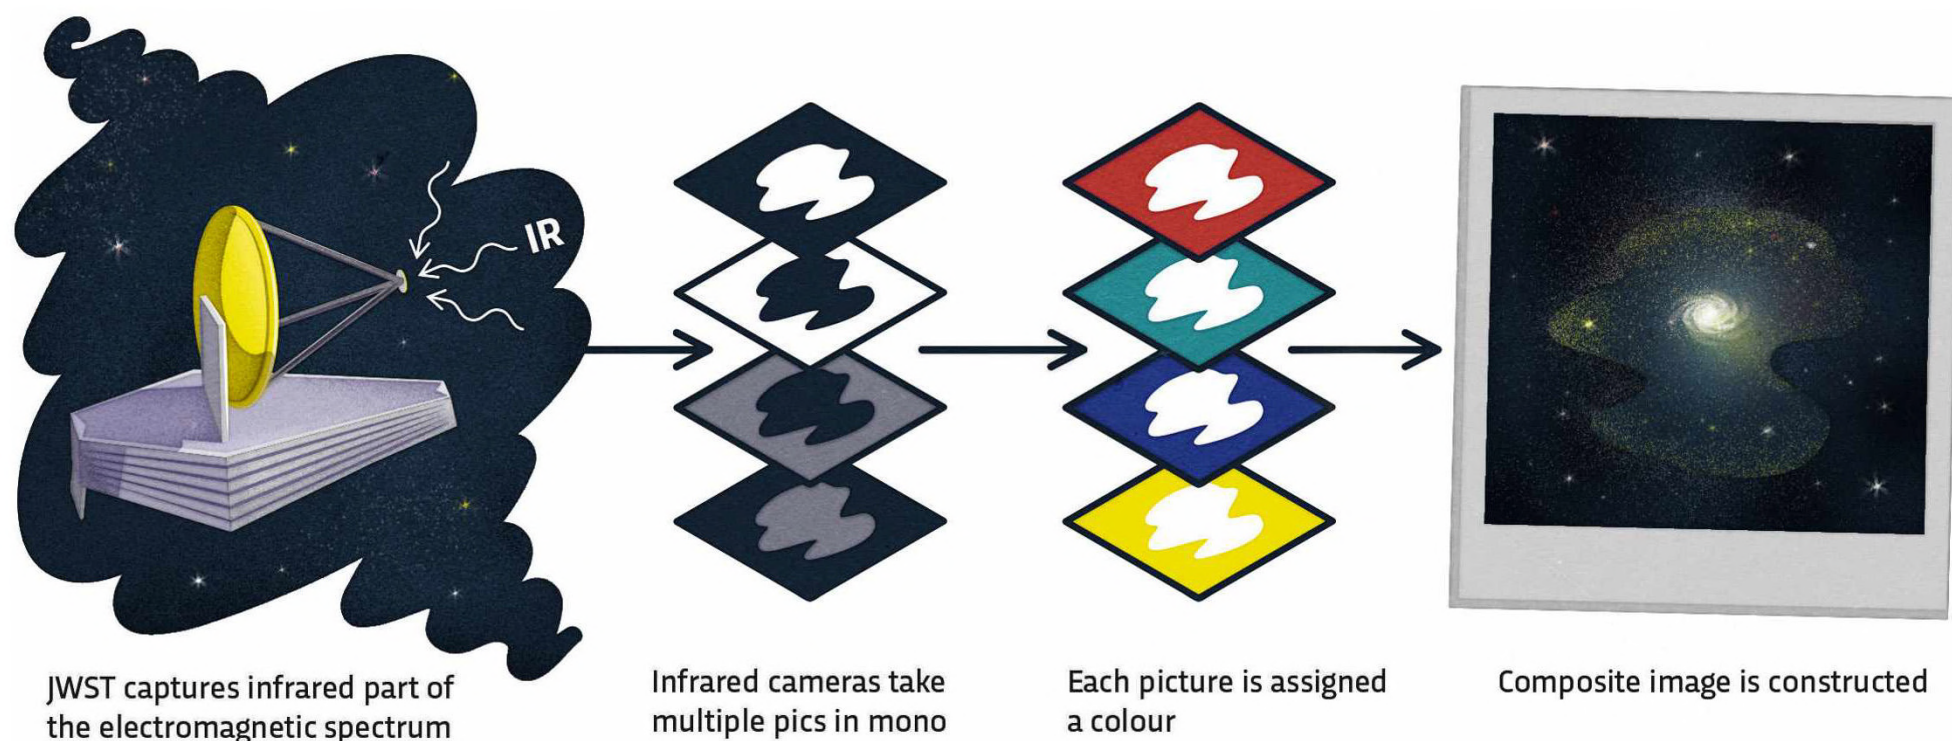 IR
JWST captures infrared part of
the electromagnetic spectrum
Infrared cameras take
multiple pics in mono
Each picture is assigned
a colour
Composite image is constructed